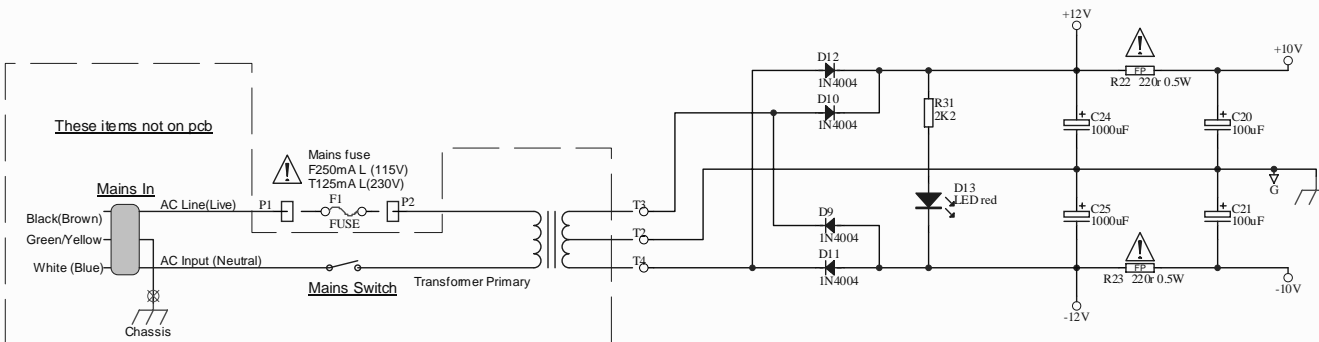 +12V
+10V
D12
1N4004
D10
1N4004
R22 220r 0.5W
FP
R31
2K2
C24
1000uF
C20
100uF
These items not on pcb
Mains fuse
F250mA L (115V)
T125mA L(230V)
Mains In
AC Line(Live)
P1
F1
FUSE
P2
Black(Brown)
Green/Yellow
White (Blue)
AC Input (Neutral)
Mains Switch
Transformer Primary
Chassis
T3
T2
T4
D9
1N4004
D11
1N4004
D13
LED red
G
C25
1000uF
C21
100uF
FP
R23 220r 0.5W
-12V
-10V